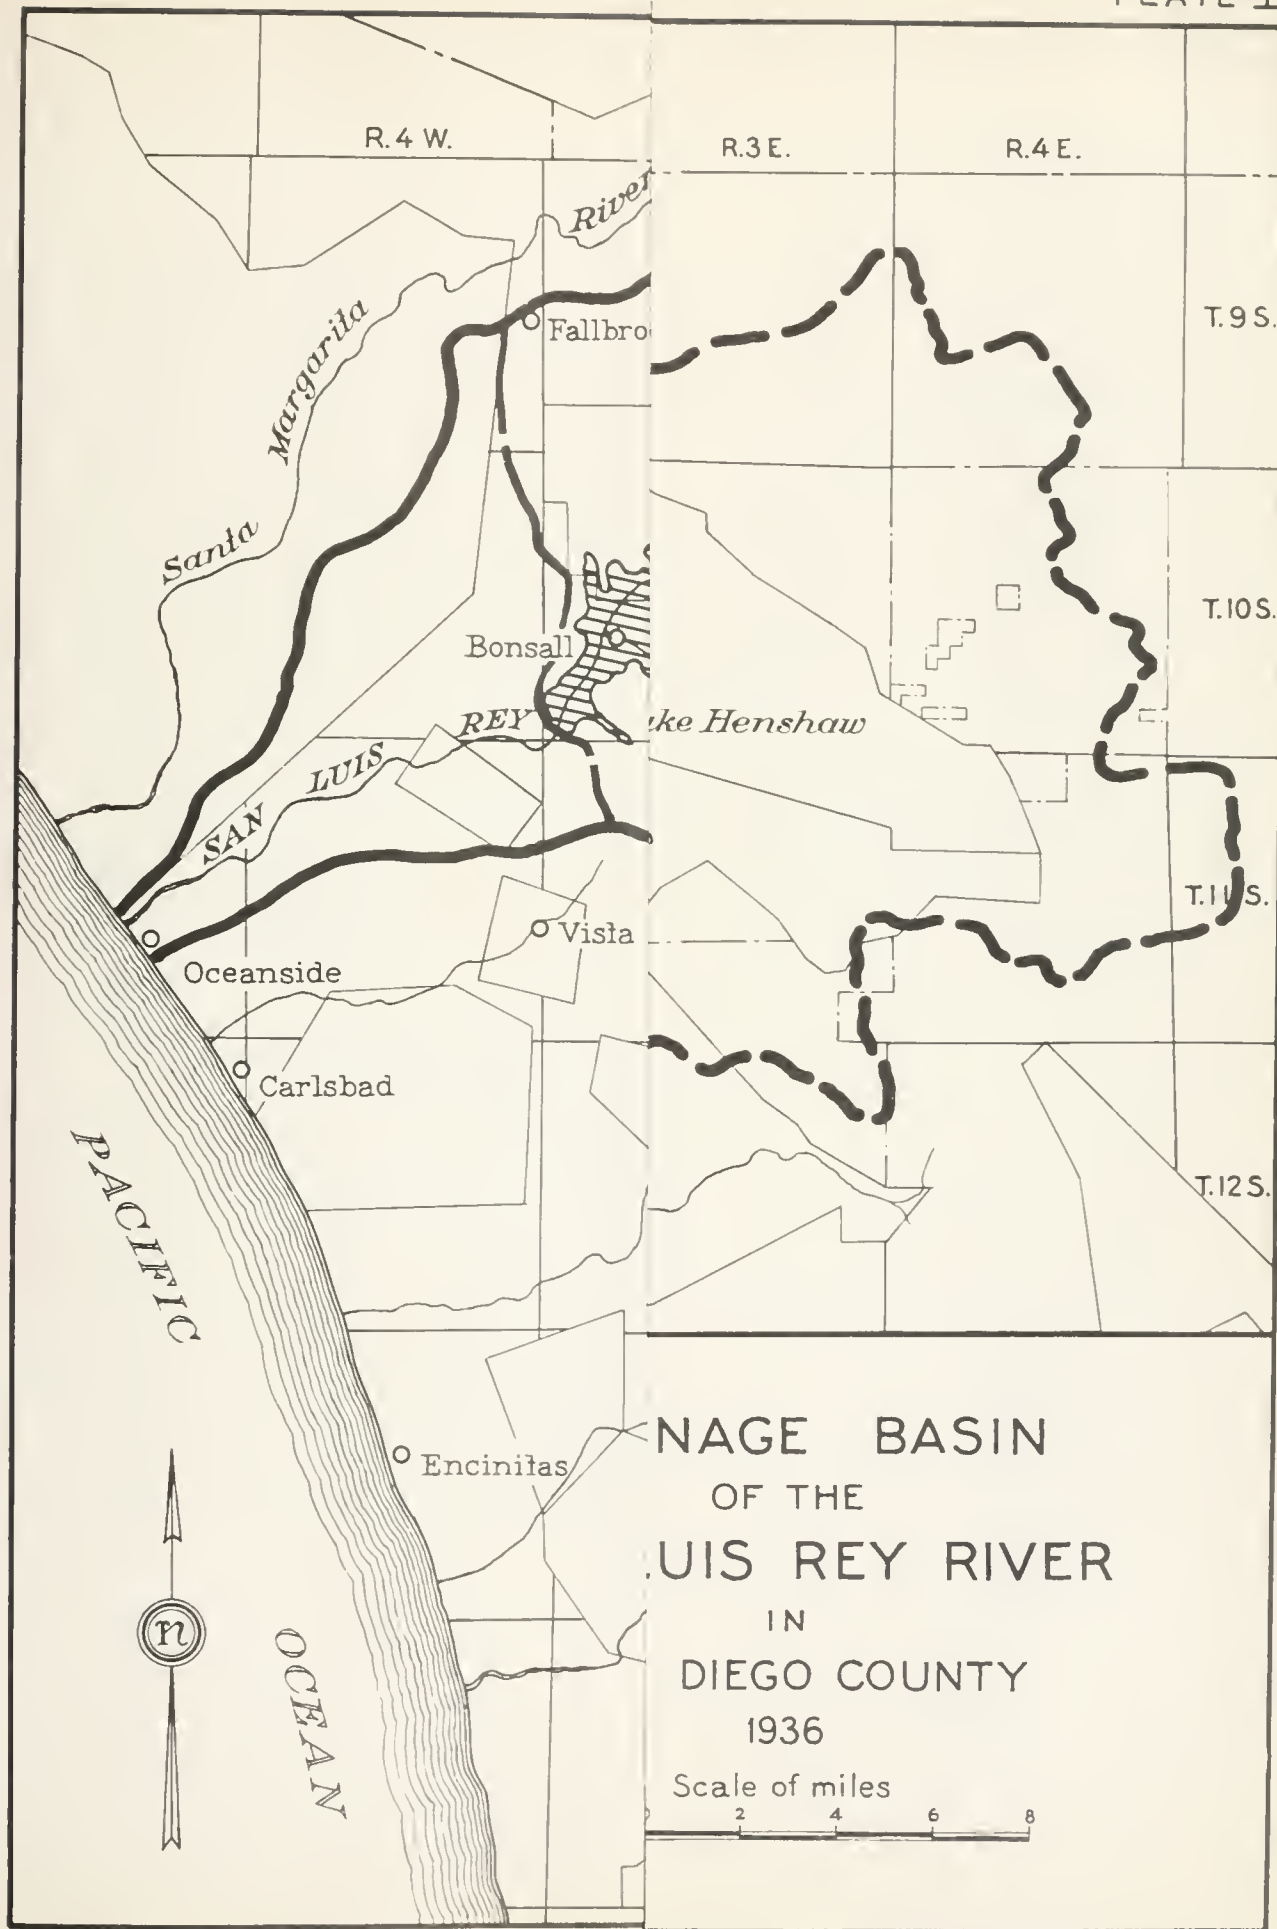 PLATE I
R.4 W.
R.3 E.
R.4 E.
River
T.9 S.
Fallbro
Margarita
Santa
T.10 S.
Bonsall
REY
ke Henshaw
LUIS
SAN
T.11 S.
Vista
Oceanside
Carlsbad
PACIFIC
T.12 S.
NAGE BASIN
Encinitas
OF THE
UIS REY RIVER
n
IN
OCEAN
DIEGO COUNTY
1936
Scale of miles
2 4 6 8